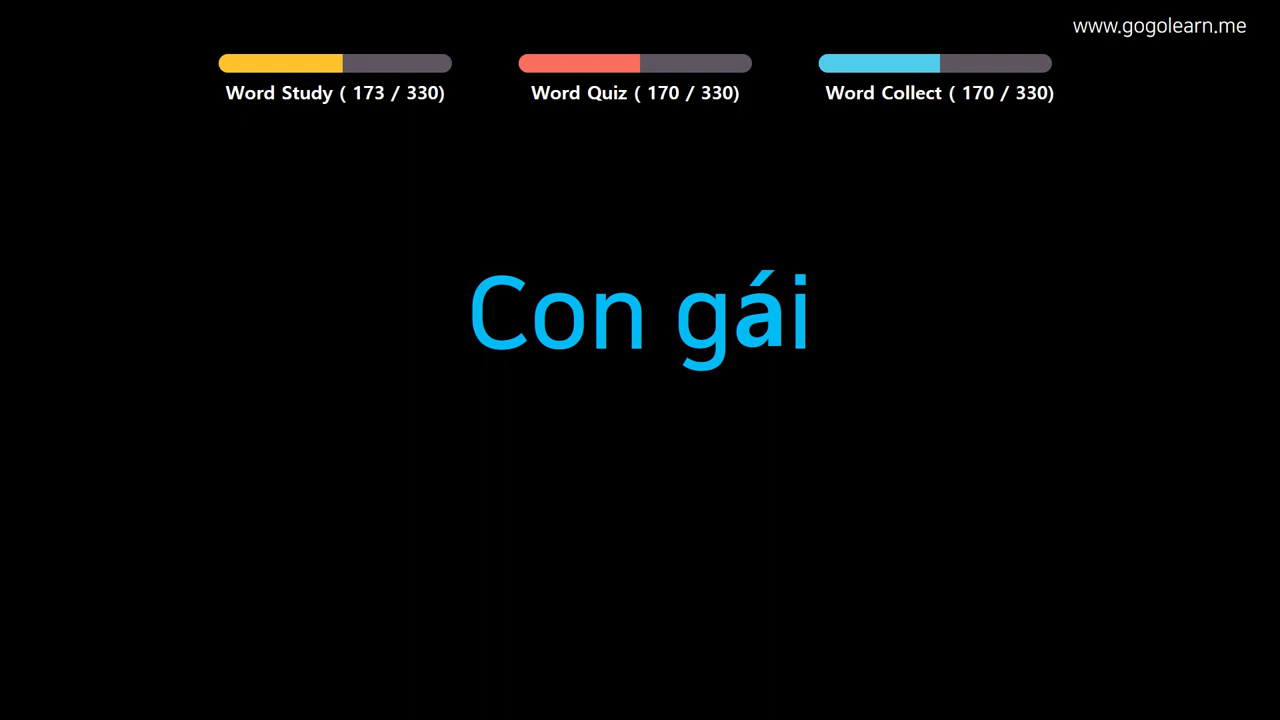 www.gogolearn.me
Word Study ( 173 / 330)
Word Quiz ( 170 / 330)
Word Collect ( 170 / 330)
Con gái